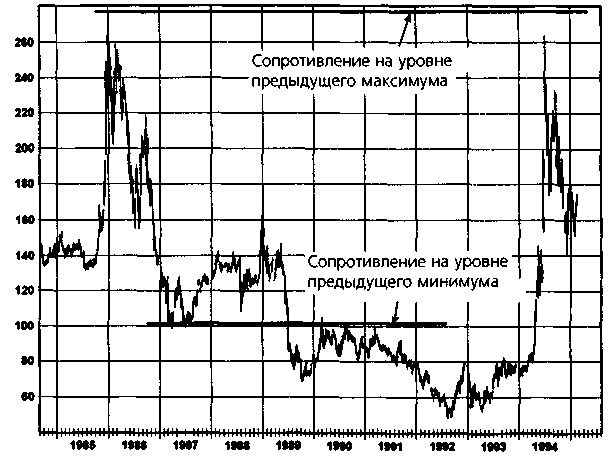 260
Сопротивление на уровне
предыдущего максимума
240
220
200
180
160
140
Сопротивление на уровне
предыдущего минимума
120
100
80
60
1985 1986 1987 1988 1989 1990 1991 1992 1993 1994